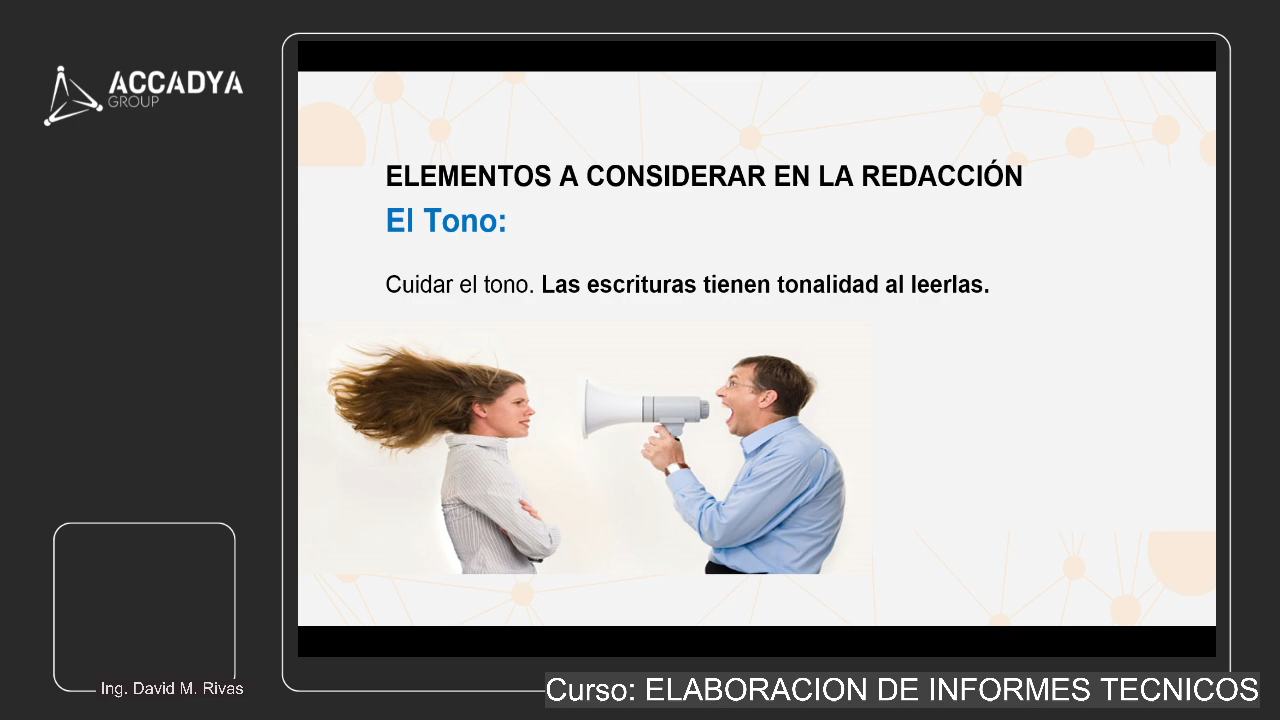 ACCADYA
GROUP
ELEMENTOS A CONSIDERAR EN LA REDACCIÓN
El Tono:
Cuidar el tono. Las escrituras tienen tonalidad al leerlas.
Ing. David M. Rivas
Curso: ELABORACION DE INFORMES TECNICOS